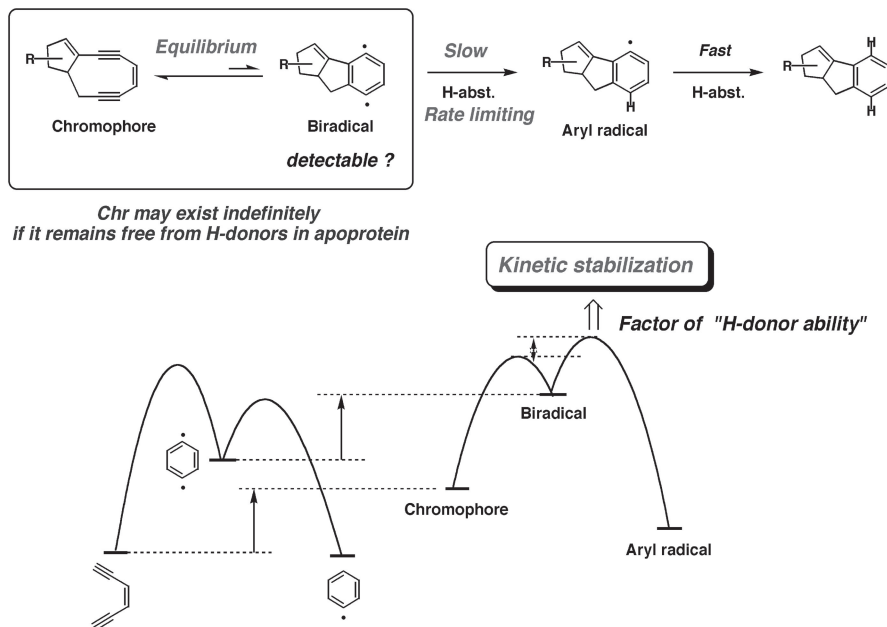 Equilibrium
Slow
Fast
R
R
R
R
H-abst.
H-abst.
H
H
H
Chromophore
Biradical
Rate limiting
Aryl radical
detectable ?
Chr may exist indefinitely
if it remains free from H-donors in apoprotein
Kinetic stabilization
Factor of "H-donor ability"
Biradical
Chromophore
Aryl radical